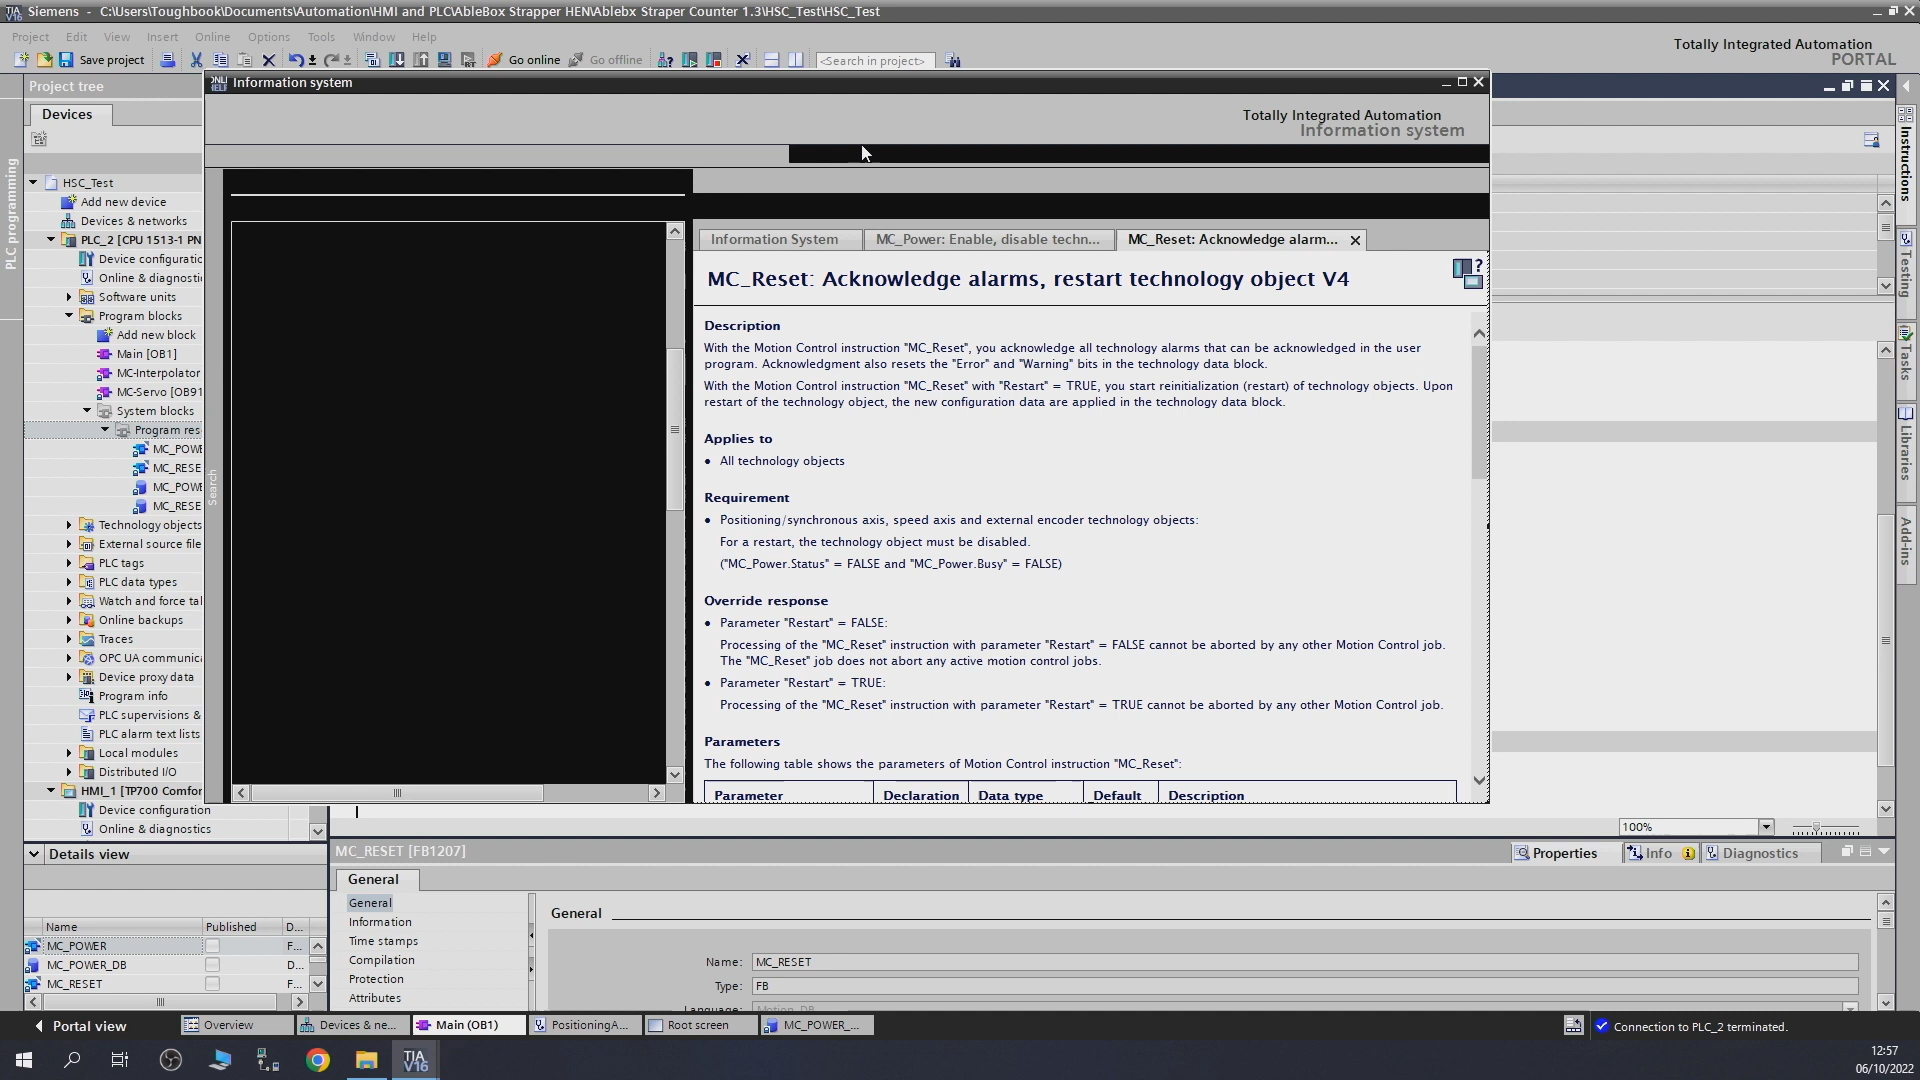 Siemens - C:\Users\Toughbook\Documents\Automation\HMI and PLC\AbleBox Strapper HEN\Ablebx Straper Counter 1.3\HSC_Test\HSC_Test
Project Edit View Insert Online Options Tools Window Help
Totally Integrated Automation
PORTAL
Save project
Go online
Go offline
<Search in project>
Project tree
Devices
PLC programming
HSC_Test
Add new device
Devices & networks
PLC_2 [CPU 1513-1 PN
Device configuratic
Online & diagnosti
Software units
Program blocks
Add new block
Main [OB1]
MC-Interpolator
MC-Servo [OB91
System blocks
Program res
MC_POWE
MC_RESE
MC_POWE
MC_RESE
Technology objects
External source file
PLC tags
PLC data types
Watch and force tal
Online backups
Traces
OPC UA communica
Device proxy data
Program info
PLC supervisions &
PLC alarm text lists
Local modules
Distributed I/O
HMI_1 [TP700 Comfor
Device configuration
Online & diagnostics
Information system
Totally Integrated Automation
Information system
Search
Information System
MC_Power: Enable, disable techn...
MC_Reset: Acknowledge alarm...
MC_Reset: Acknowledge alarms, restart technology object V4
Description
With the Motion Control instruction "MC_Reset", you acknowledge all technology alarms that can be acknowledged in the user
program. Acknowledgment also resets the "Error" and "Warning" bits in the technology data block.
With the Motion Control instruction "MC_Reset" with "Restart" = TRUE, you start reinitialization (restart) of technology objects. Upon
restart of the technology object, the new configuration data are applied in the technology data block.
Applies to
• All technology objects
Requirement
• Positioning/synchronous axis, speed axis and external encoder technology objects:
For a restart, the technology object must be disabled.
("MC_Power.Status" = FALSE and "MC_Power.Busy" = FALSE)
Override response
• Parameter "Restart" = FALSE:
Processing of the "MC_Reset" instruction with parameter "Restart" = FALSE cannot be aborted by any other Motion Control job.
The "MC_Reset" job does not abort any active motion control jobs.
• Parameter "Restart" = TRUE:
Processing of the "MC_Reset" instruction with parameter "Restart" = TRUE cannot be aborted by any other Motion Control job.
Parameters
The following table shows the parameters of Motion Control instruction "MC_Reset":
Parameter Declaration Data type Default Description
Instructions
Testing
Tasks
Libraries
Add-ins
100%
Details view
Name Published D...
MC_POWER F...
MC_POWER_DB D...
MC_RESET F...
MC_RESET [FB1207]
Properties
Info
Diagnostics
General
General
Information
Time stamps
Compilation
Protection
Attributes
General
Name: MC_RESET
Type: FB
Language: Motion_DB
Portal view
Overview
Devices & ne...
Main (OB1)
PositioningA...
Root screen
MC_POWER_...
Connection to PLC_2 terminated.
TIA
V16
12:57
06/10/2022